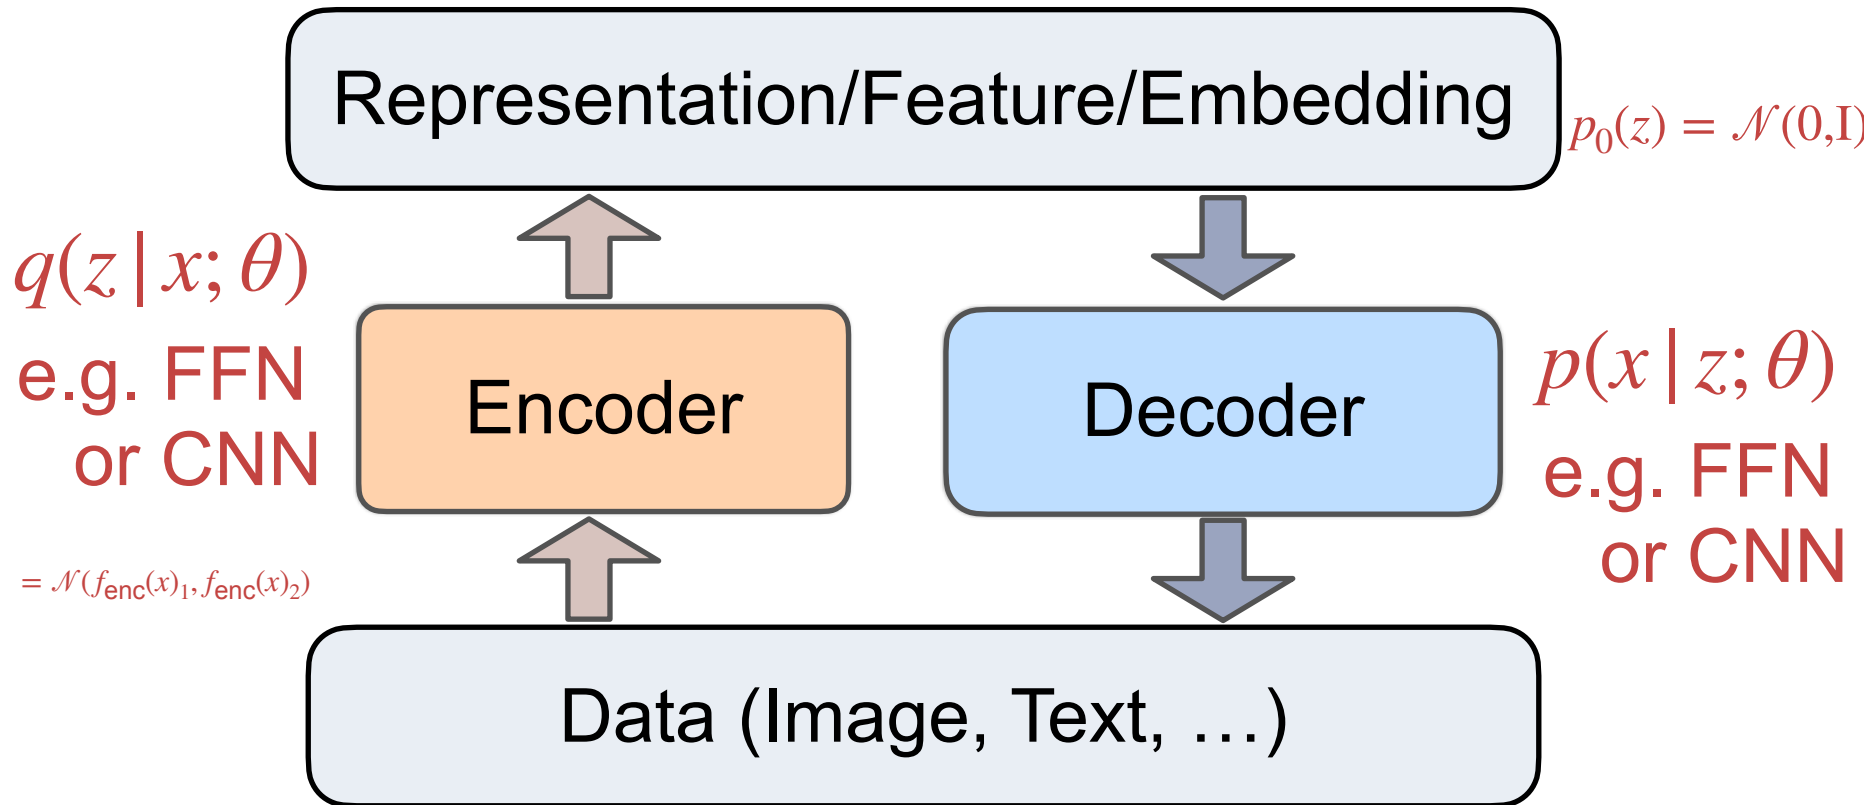 Representation/Feature/Embedding
p₀(z) = 𝒩(0,I)
q(z | x; θ)
e.g. FFN
or CNN
= 𝒩(f_enc(x)₁, f_enc(x)₂)
Encoder
Decoder
p(x | z; θ)
e.g. FFN
or CNN
Data (Image, Text, …)